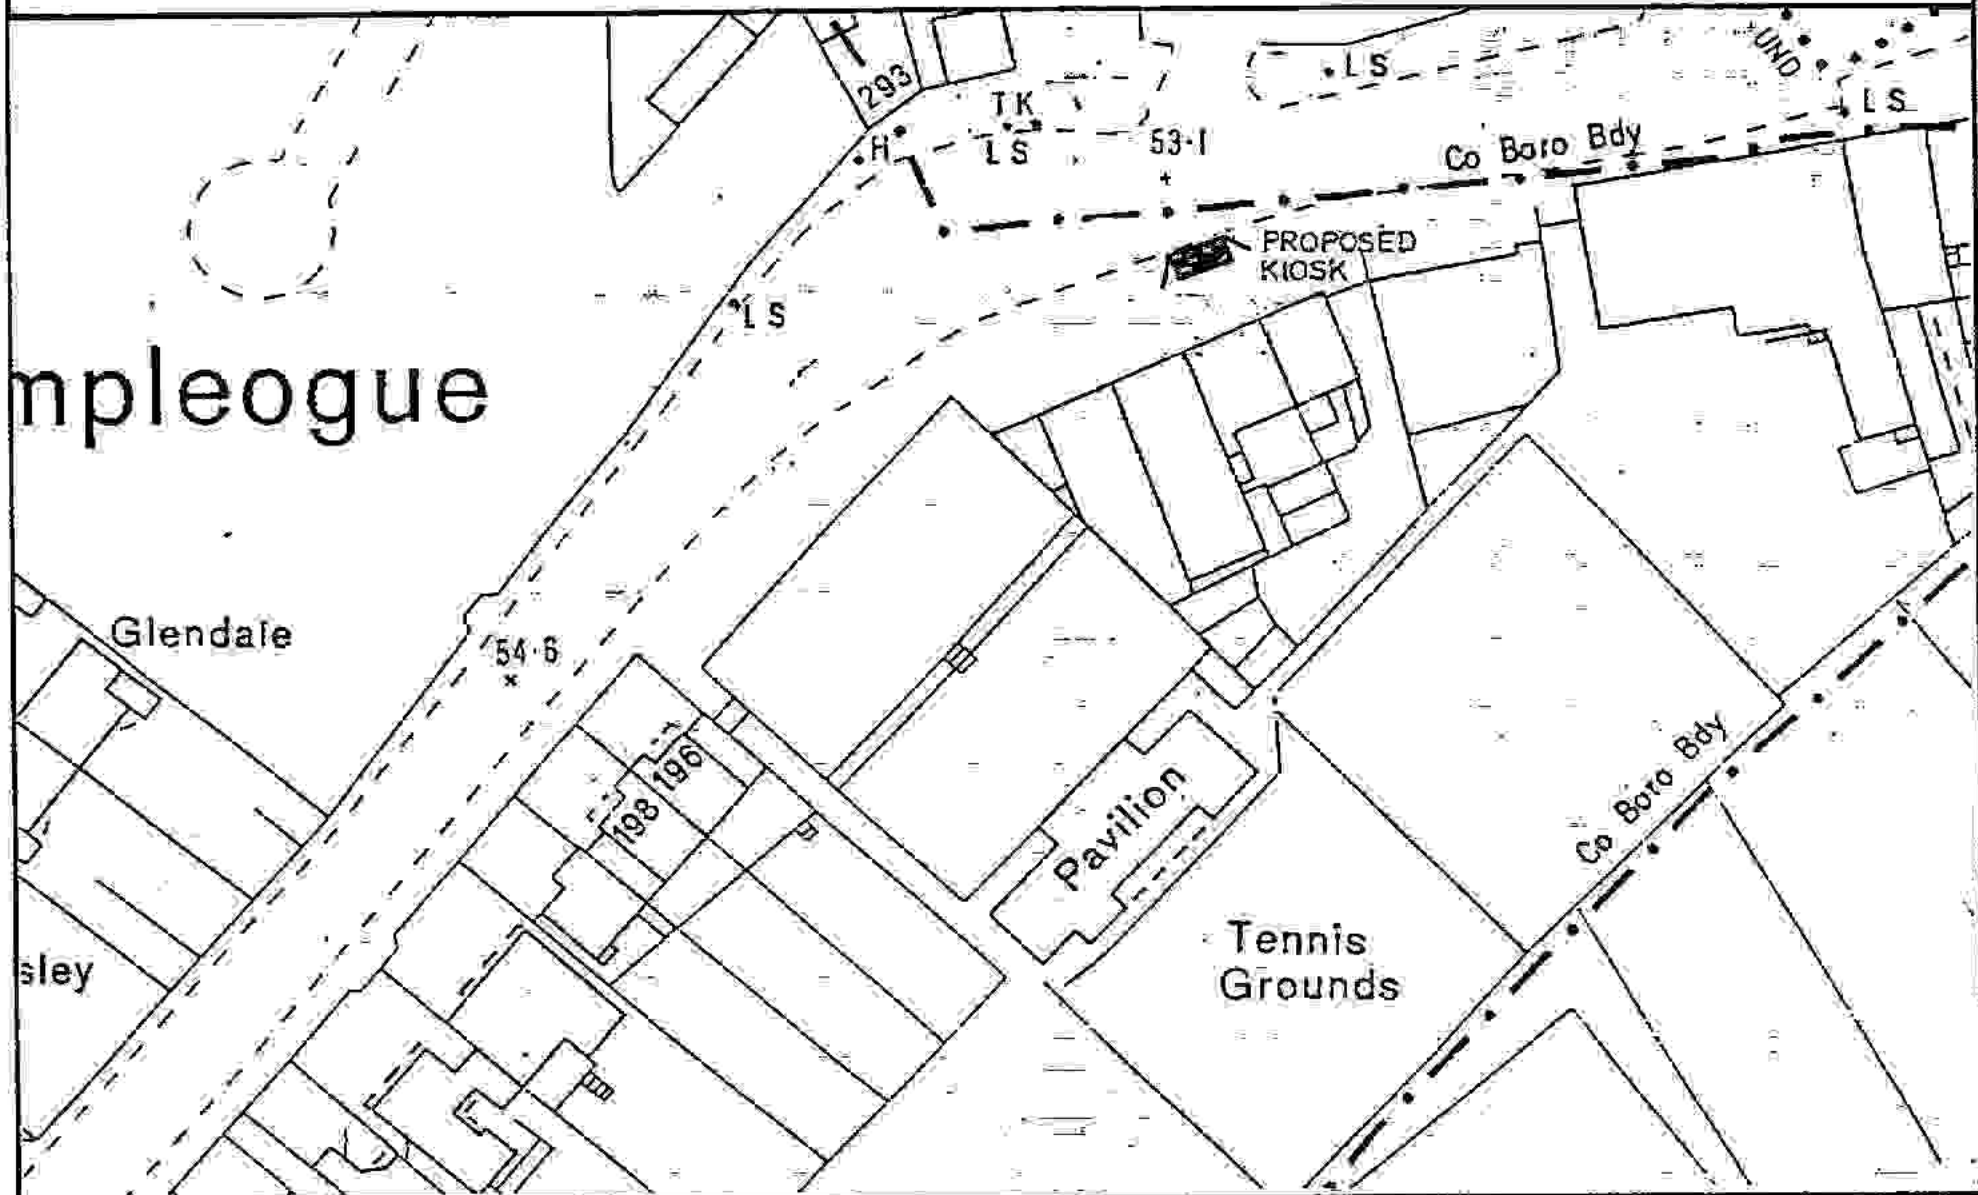 293
TK
LS
H
53·1
LS
UND
LS
Co Boro Bdy
PROPOSED
KIOSK
LS
mpleogue
Glendale
54·6
196
198
Pavilion
Co Boro Bdy
Tennis
Grounds
sley